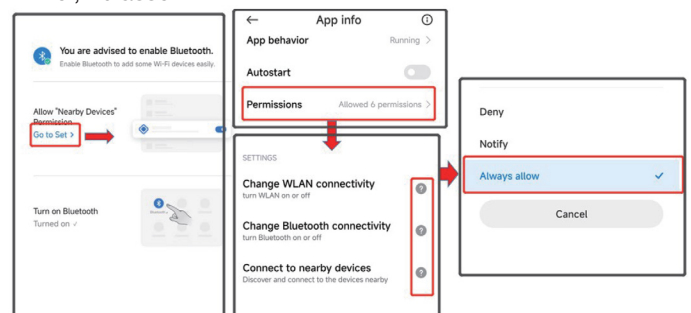 You are advised to enable Bluetooth.
Enable Bluetooth to add some Wi-Fi devices easily.
Allow "Nearby Devices"
Permission
Go to Set >
Turn on Bluetooth
Turned on ✓
← App info
App behavior Running >
Autostart
Permissions Allowed 6 permissions >
SETTINGS
Change WLAN connectivity
turn WLAN on or off
Change Bluetooth connectivity
turn Bluetooth on or off
Connect to nearby devices
Discover and connect to the devices nearby
Deny
Notify
Always allow ✓
Cancel